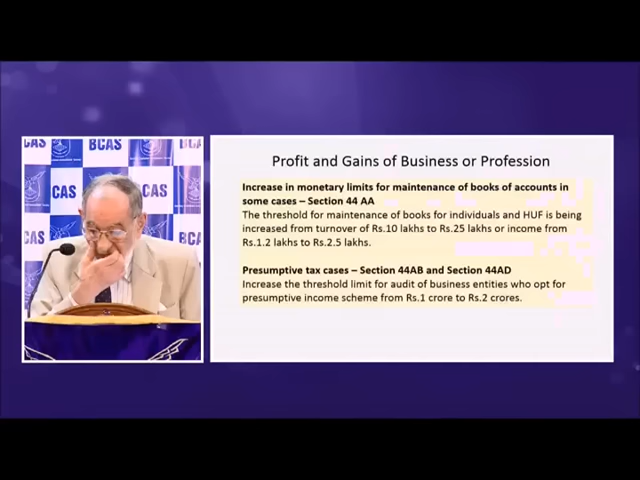 BCAS
CAS
BCAS
CAS
CAS
Profit and Gains of Business or Profession
Increase in monetary limits for maintenance of books of accounts in
some cases – Section 44 AA
The threshold for maintenance of books for individuals and HUF is being
increased from turnover of Rs.10 lakhs to Rs.25 lakhs or income from
Rs.1.2 lakhs to Rs.2.5 lakhs.
Presumptive tax cases – Section 44AB and Section 44AD
Increase the threshold limit for audit of business entities who opt for
presumptive income scheme from Rs.1 crore to Rs.2 crores.